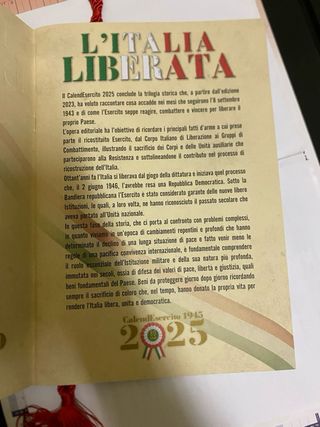 L'ITALIA
LIBERATA
Il CalendEsercito 2025 conclude la trilogia storica che, a partire dall'edizione
2023, ha voluto raccontare cosa accadde nei mesi che seguirono l'8 settembre
1943 e di come l'Esercito seppe reagire, combattere e vincere per liberare il
proprio Paese.
L'opera editoriale ha l'obiettivo di ricordare i principali fatti d'arme a cui prese
parte il ricostituito Esercito, dal Corpo Italiano di Liberazione ai Gruppi di
Combattimento, illustrando il sacrificio dei Corpi e delle Unità ausiliarie che
parteciparono alla Resistenza e sottolineandone il contributo nel processo di
ricostruzione dell'Italia.
Ottant'anni fa l'Italia si liberava dal giogo della dittatura e iniziava quel processo
che, il 2 giugno 1946, l'avrebbe resa una Repubblica Democratica. Sotto la
Bandiera repubblicana l'Esercito è stato considerato garante delle nuove libere
Istituzioni, le quali, a loro volta, ne hanno riconosciuto il passato secolare che
aveva portato all'Unità nazionale.
In questa fase della storia, che ci porta al confronto con problemi complessi,
in quanto viviamo in un'epoca di cambiamenti repentini e profondi che hanno
determinato il declino di una lunga situazione di pace e fatto venir meno le
regole di una pacifica convivenza internazionale, è fondamentale comprendere
il ruolo essenziale dell'Istituzione militare e della sua natura più profonda,
immutata nei secoli, ossia di difesa dei valori di pace, libertà e giustizia, quali
beni fondamentali del Paese. Beni da proteggere giorno dopo giorno ricordando
sempre il sacrificio di coloro che, nel tempo, hanno donato la propria vita per
rendere l'Italia libera, unita e democratica.
CalendEsercito 1945
2025